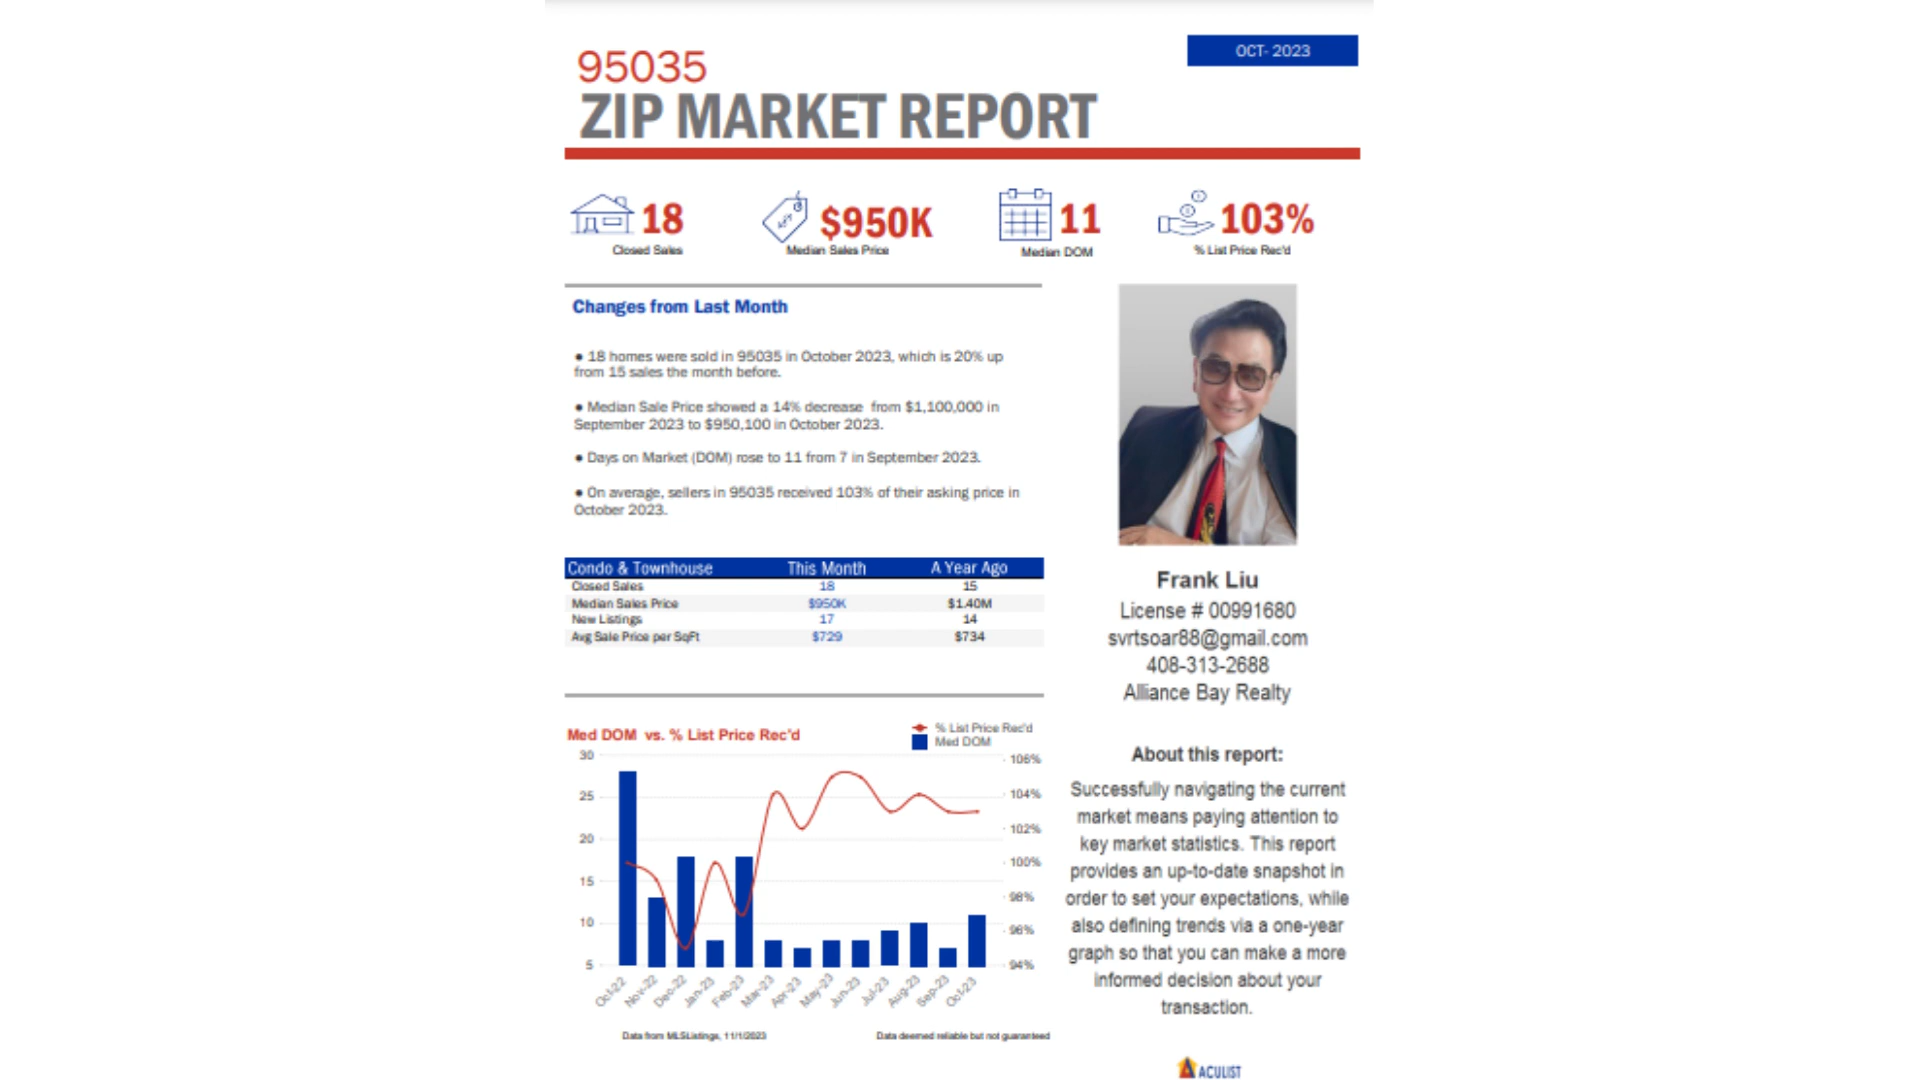 OCT- 2023
95035
ZIP MARKET REPORT
18
Closed Sales
$950K
Median Sales Price
11
Median DOM
103%
% List Price Rec'd
Changes from Last Month
● 18 homes were sold in 95035 in October 2023, which is 20% up
from 15 sales the month before.
● Median Sale Price showed a 14% decrease from $1,100,000 in
September 2023 to $950,100 in October 2023.
● Days on Market (DOM) rose to 11 from 7 in September 2023.
● On average, sellers in 95035 received 103% of their asking price in
October 2023.
Condo & Townhouse This Month A Year Ago
Closed Sales 18 15
Median Sales Price $950K $1.40M
New Listings 17 14
Avg Sale Price per SqFt $729 $734
Med DOM vs. % List Price Rec'd
% List Price Rec'd
Med DOM
30
25
20
15
10
5
106%
104%
102%
100%
98%
96%
94%
Oct-22
Nov-22
Dec-22
Jan-23
Feb-23
Mar-23
Apr-23
May-23
Jun-23
Jul-23
Aug-23
Sep-23
Oct-23
Data from MLSListings, 11/1/2023
Data deemed reliable but not guaranteed
Frank Liu
License # 00991680
svrtsoar88@gmail.com
408-313-2688
Alliance Bay Realty
About this report:
Successfully navigating the current
market means paying attention to
key market statistics. This report
provides an up-to-date snapshot in
order to set your expectations, while
also defining trends via a one-year
graph so that you can make a more
informed decision about your
transaction.
ACULIST